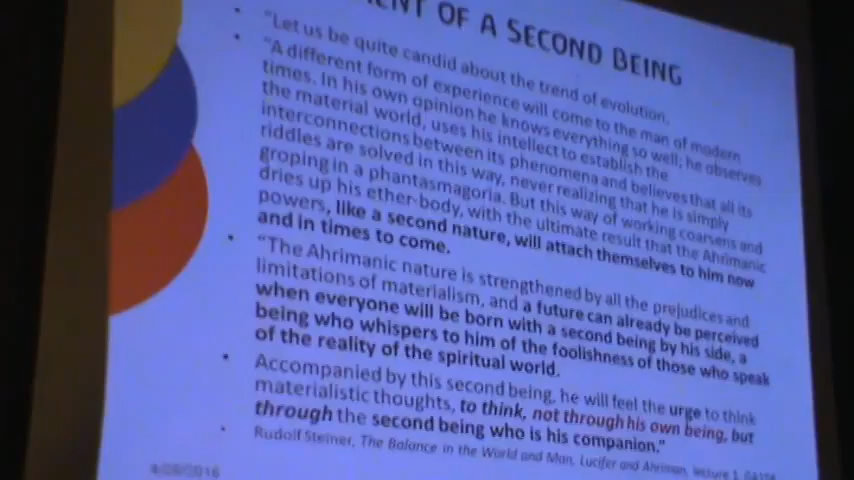 OF A SECOND BEING
• "Let us be quite candid about the trend of evolution.
• "A different form of experience will come to the man of modern
times. In his own opinion he knows everything so well; he observes
the material world, uses his intellect to establish the
interconnections between its phenomena and believes that all its
riddles are solved in this way, never realizing that he is simply
groping in a phantasmagoria. But this way of working coarsens and
dries up his ether-body, with the ultimate result that the Ahrimanic
powers, like a second nature, will attach themselves to him now
and in times to come.
• "The Ahrimanic nature is strengthened by all the prejudices and
limitations of materialism, and a future can already be perceived
when everyone will be born with a second being by his side, a
being who whispers to him of the foolishness of those who speak
of the reality of the spiritual world.
• Accompanied by this second being, he will feel the urge to think
materialistic thoughts, to think, not through his own being, but
through the second being who is his companion."
• Rudolf Steiner, The Balance in the World and Man, Lucifer and Ahriman, lecture 1,
4/28/2016